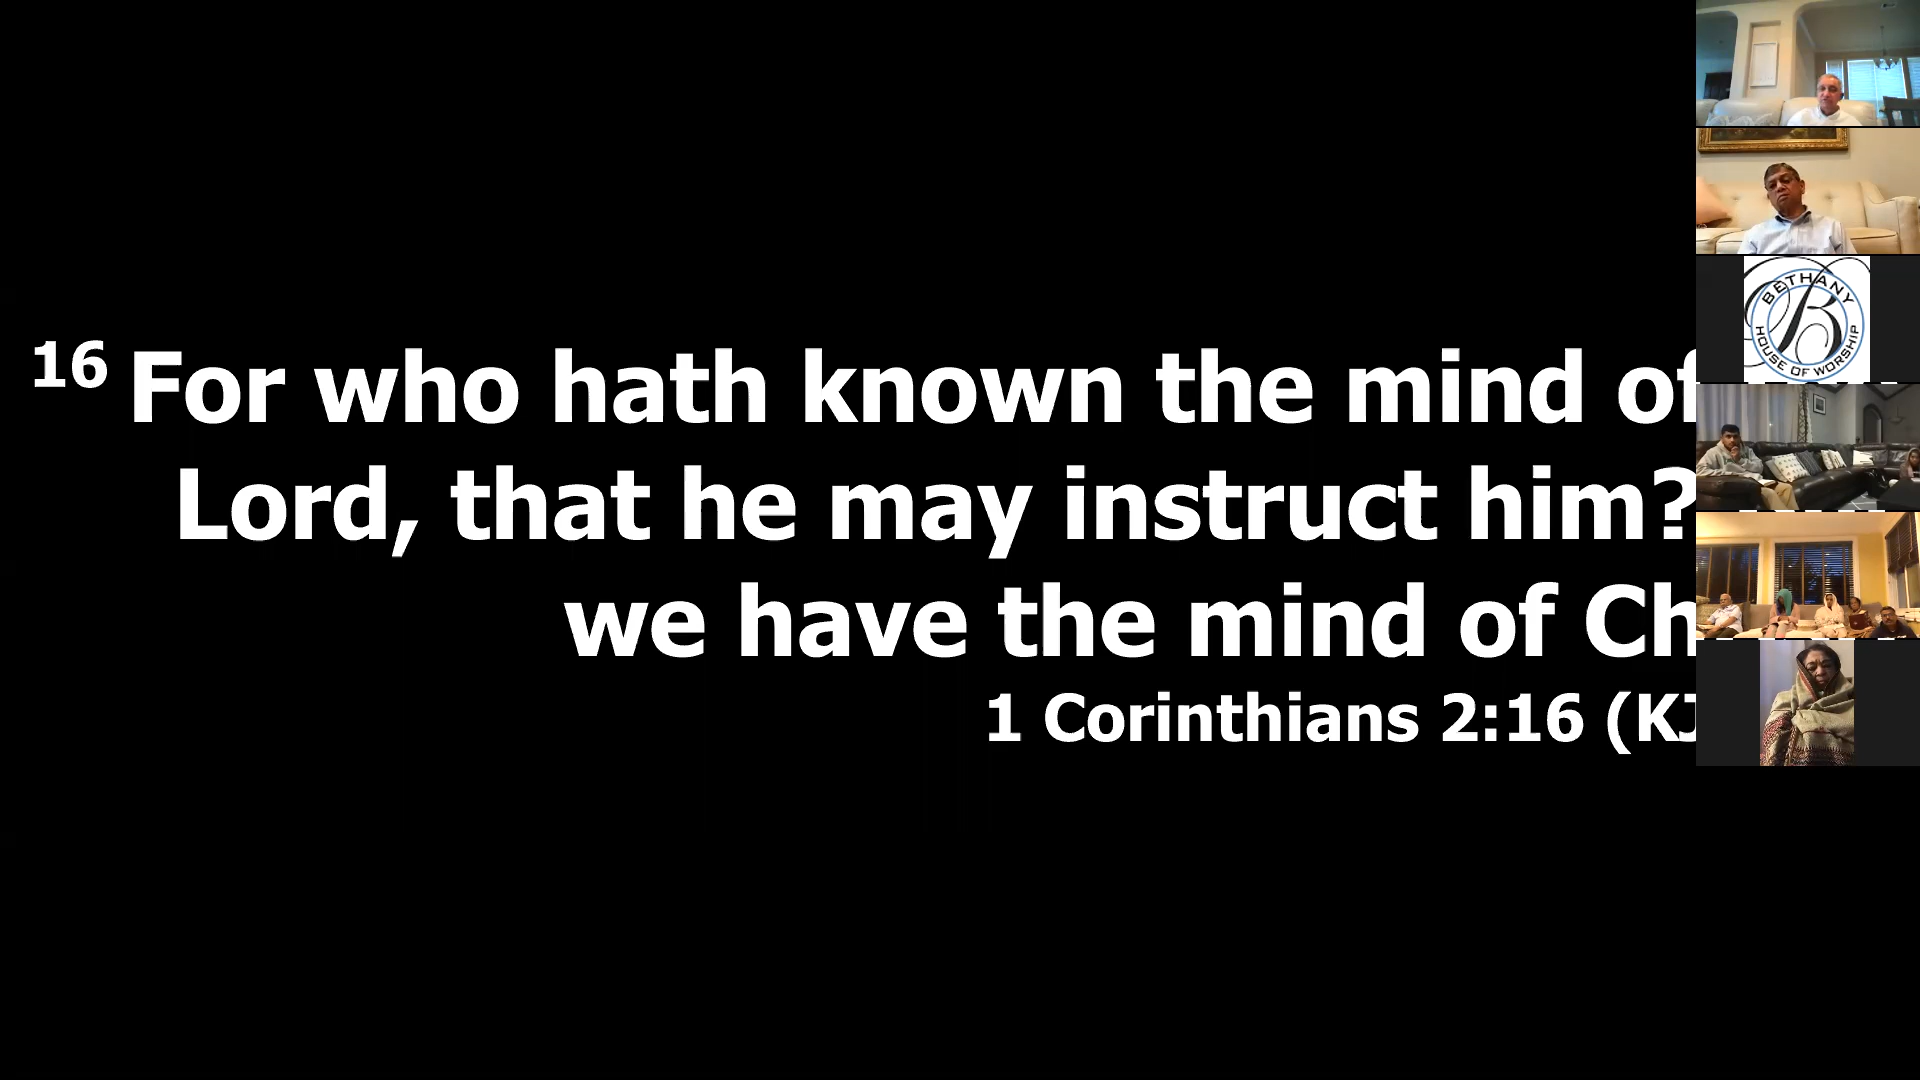 16 For who hath known the mind of
Lord, that he may instruct him?
we have the mind of Ch
1 Corinthians 2:16 (KJ
BETHANY
B
HOUSE OF WORSHIP